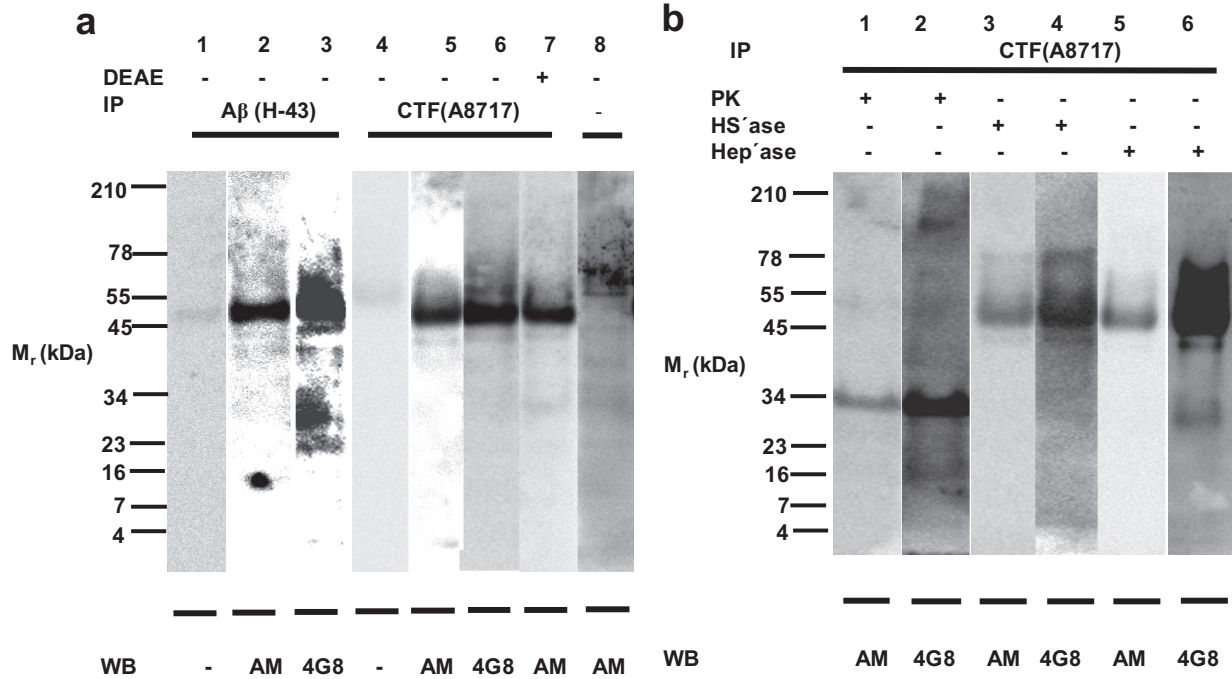 a
1 2 3 4 5 6 7 8
DEAE - - - - - - + -
IP Aβ (H-43) CTF(A8717) -
210
78
55
45
Mr (kDa)
34
23
16
7
4
WB - AM 4G8 - AM 4G8 AM AM
b
1 2 3 4 5 6
IP CTF(A8717)
PK + + - - - -
HS´ase - - + + - -
Hep´ase - - - - + +
210
78
55
45
Mr (kDa)
34
23
16
7
4
WB AM 4G8 AM 4G8 AM 4G8